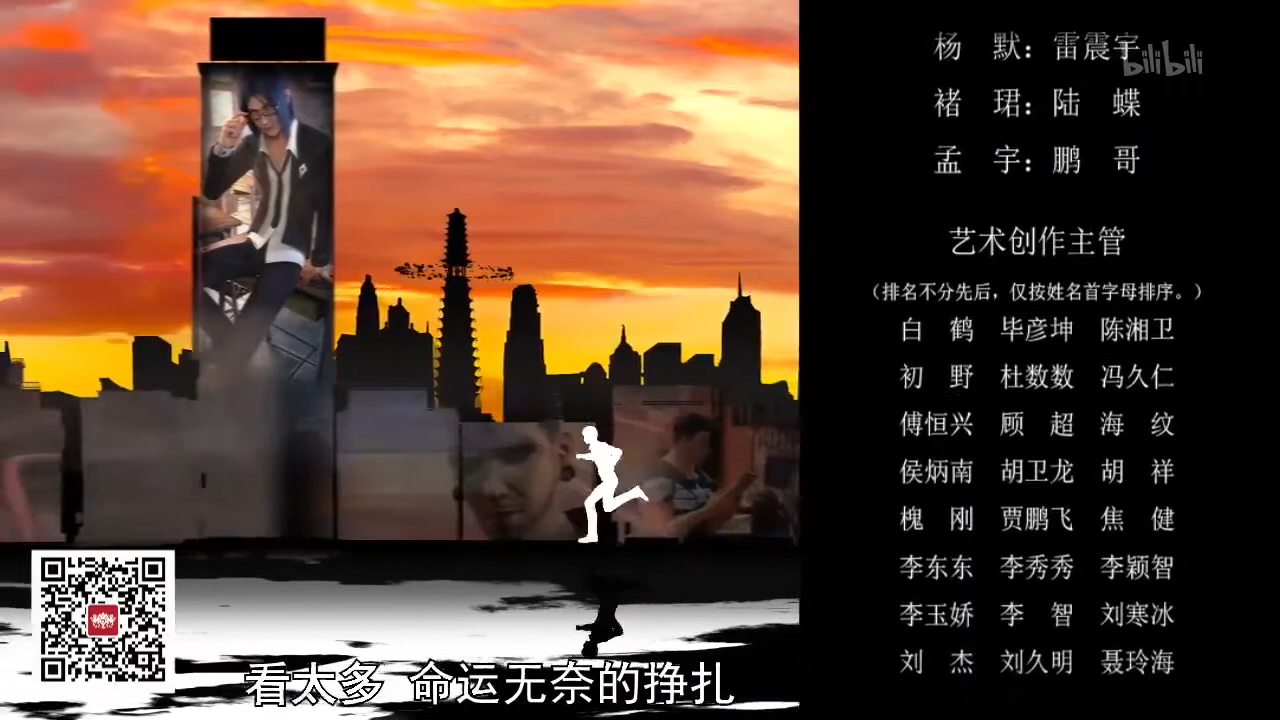 杨　默：雷震宇
bilibili
褚　珺：陆　蝶
孟　宇：鹏　哥
艺术创作主管
（排名不分先后，仅按姓名首字母排序。）
白　鹤　毕彦坤　陈湘卫
初　野　杜数数　冯久仁
傅恒兴　顾　超　海　纹
侯炳南　胡卫龙　胡　祥
槐　刚　贾鹏飞　焦　健
李东东　李秀秀　李颖智
李玉娇　李　智　刘寒冰
刘　杰　刘久明　聂玲海
看太多 命运无奈的挣扎